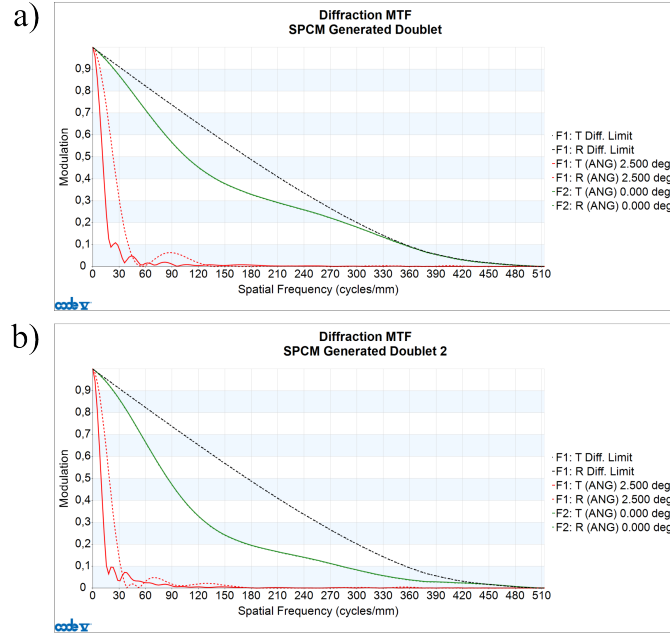 a)
Diffraction MTF
SPCM Generated Doublet
0,9
0,8
0,7
0,6
0,5
0,4
0,3
0,2
0,1
0
Modulation
0 30 60 90 120 150 180 210 240 270 300 330 360 390 420 450 480 510
Spatial Frequency (cycles/mm)
F1: T Diff. Limit
F1: R Diff. Limit
F1: T (ANG) 2.500 deg
F1: R (ANG) 2.500 deg
F2: T (ANG) 0.000 deg
F2: R (ANG) 0.000 deg
code V
b)
Diffraction MTF
SPCM Generated Doublet 2
0,9
0,8
0,7
0,6
0,5
0,4
0,3
0,2
0,1
0
Modulation
0 30 60 90 120 150 180 210 240 270 300 330 360 390 420 450 480 510
Spatial Frequency (cycles/mm)
F1: T Diff. Limit
F1: R Diff. Limit
F1: T (ANG) 2.500 deg
F1: R (ANG) 2.500 deg
F2: T (ANG) 0.000 deg
F2: R (ANG) 0.000 deg
code V